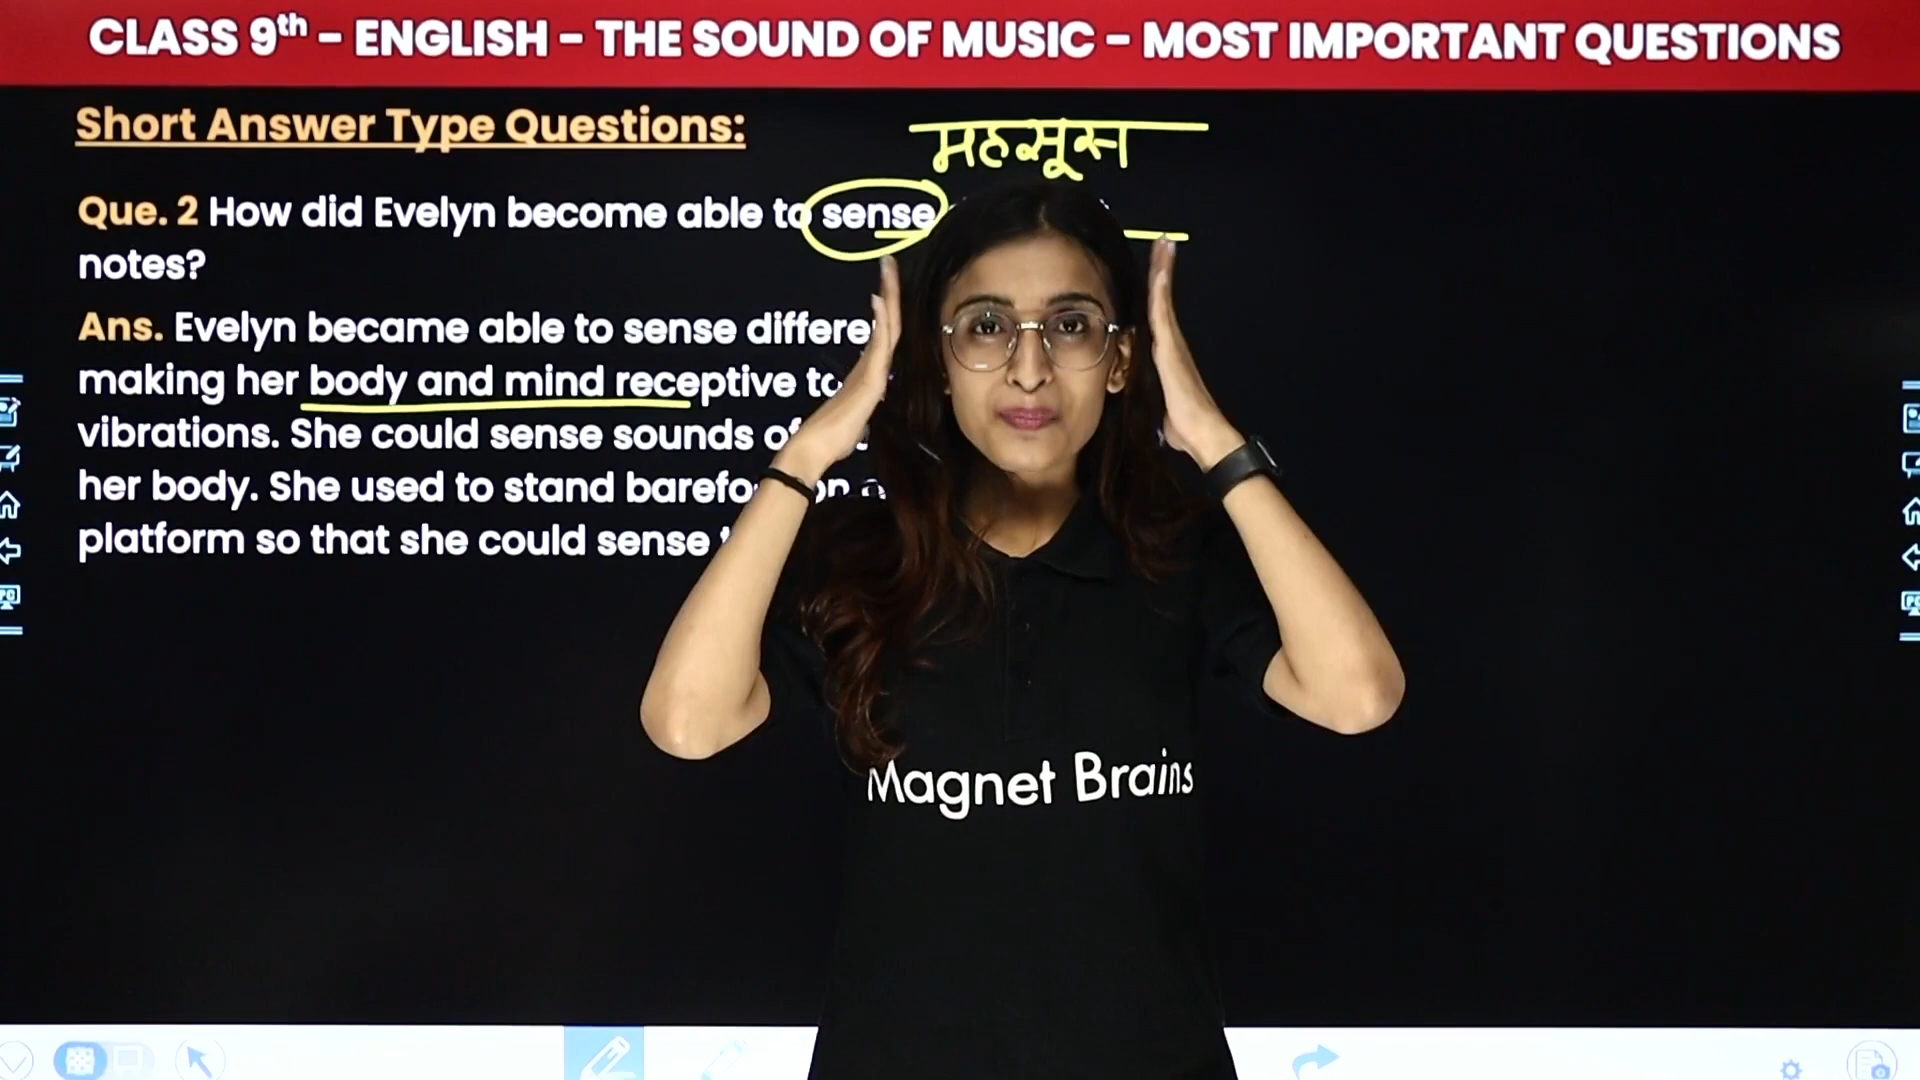 CLASS 9th - ENGLISH - THE SOUND OF MUSIC - MOST IMPORTANT QUESTIONS
Short Answer Type Questions:
महसूस
Que. 2 How did Evelyn become able to sense
notes?
Ans. Evelyn became able to sense
making her body and mind receptive to
vibrations. She could sense sounds of
her body. She used to stand on
platform so that she could sense
Magnet Brains